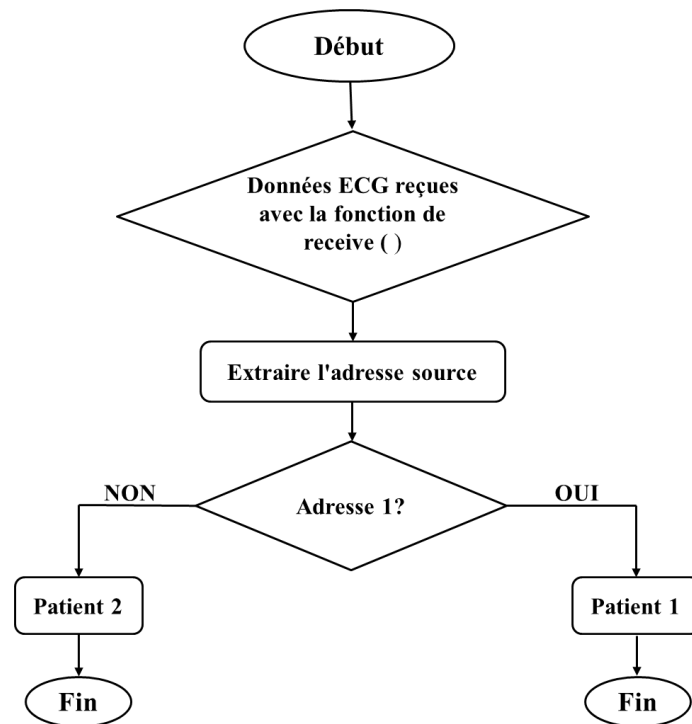 Début
Données ECG reçues
avec la fonction de
receive ( )
Extraire l'adresse source
Adresse 1?
NON
OUI
Patient 2
Patient 1
Fin
Fin